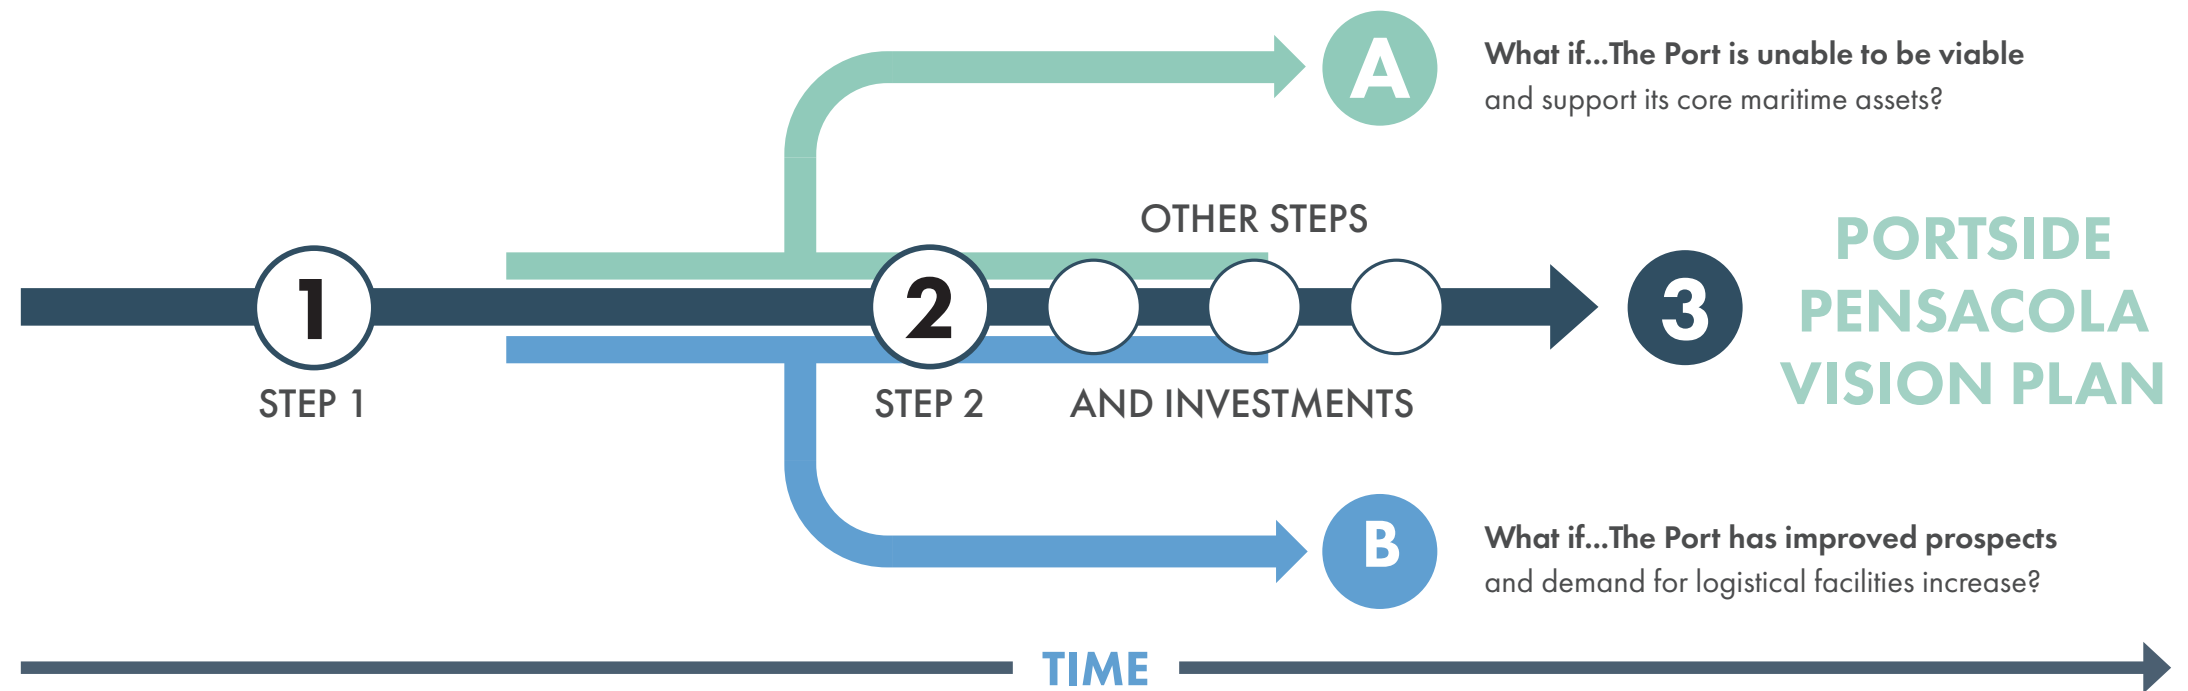 A
What if...The Port is unable to be viable
and support its core maritime assets?
OTHER STEPS
1
2
3
PORTSIDE
PENSACOLA
VISION PLAN
STEP 1
STEP 2
AND INVESTMENTS
B
What if...The Port has improved prospects
and demand for logistical facilities increase?
TIME